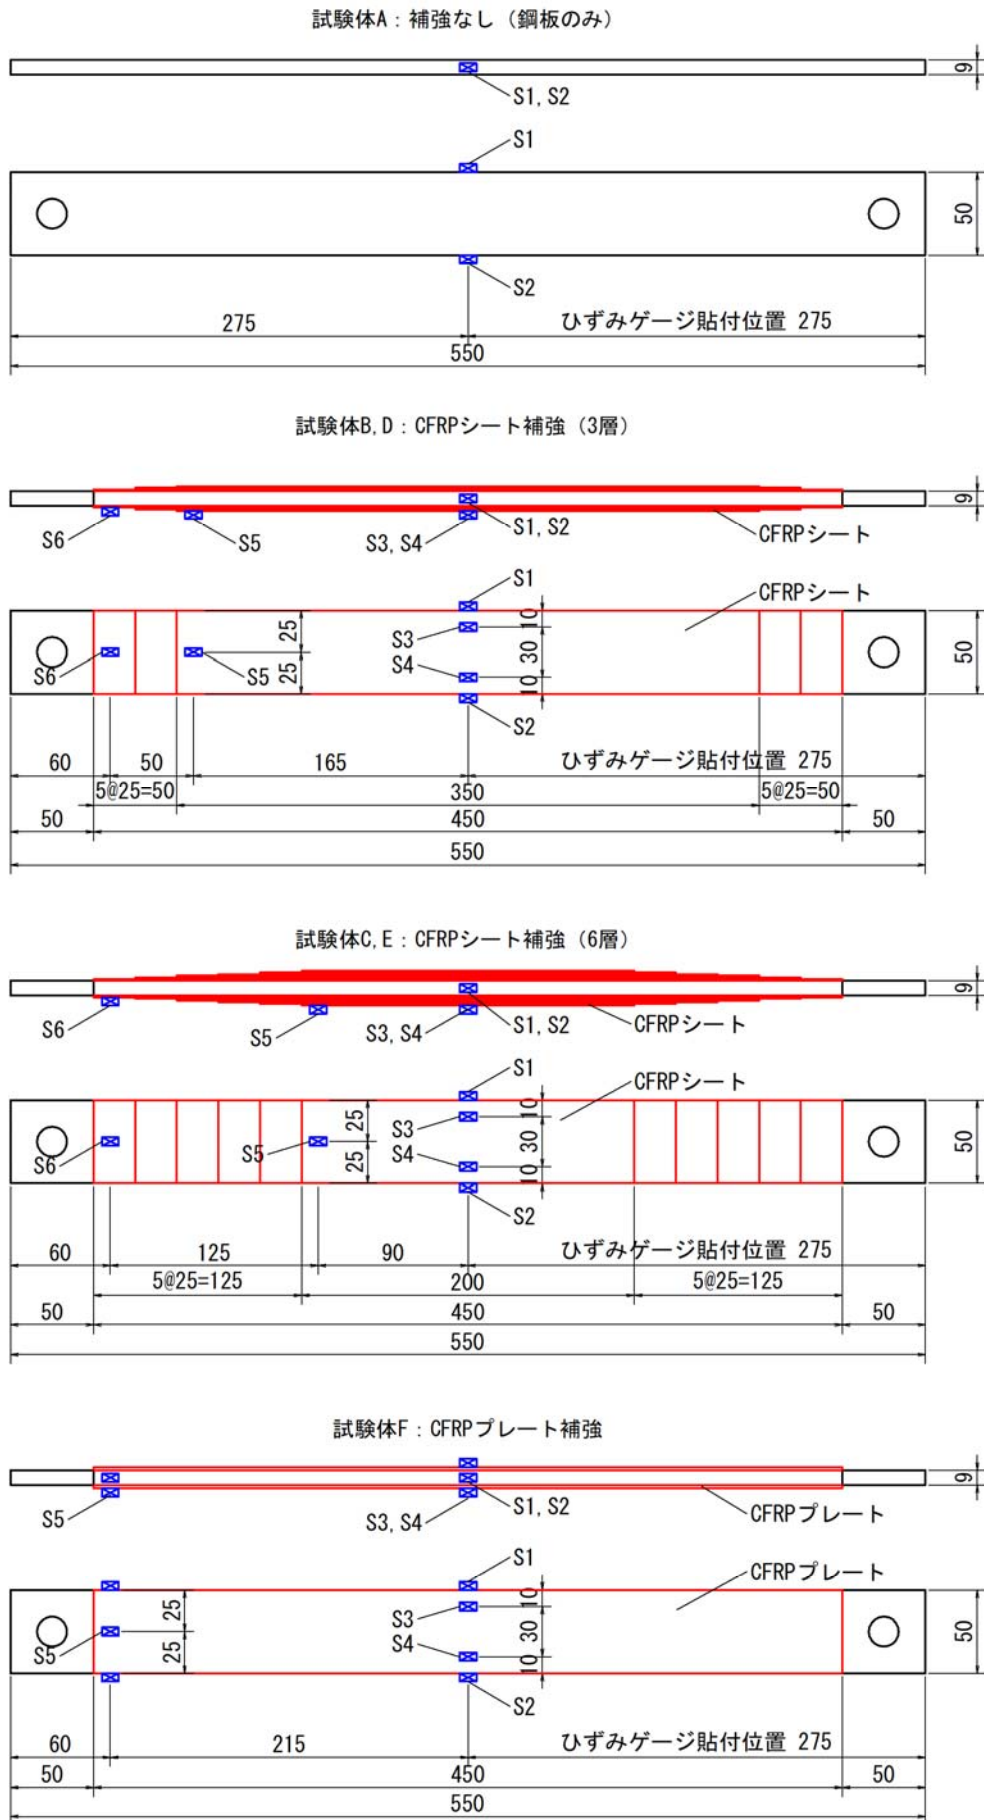 試験体A：補強なし（鋼板のみ）
9
S1, S2
S1
50
S2
275
ひずみゲージ貼付位置 275
550
試験体B, D：CFRPシート補強（3層）
9
S6
S5
S3, S4
S1, S2
CFRPシート
S1
CFRPシート
S3
S4
S6
S5
25
25
10
30
10
50
S2
60
50
165
ひずみゲージ貼付位置 275
5@25=50
350
5@25=50
50
450
50
550
試験体C, E：CFRPシート補強（6層）
9
S6
S5
S3, S4
S1, S2
CFRPシート
S1
CFRPシート
S3
S4
S6
S5
25
25
10
30
10
50
S2
60
125
90
ひずみゲージ貼付位置 275
5@25=125
200
5@25=125
50
450
50
550
試験体F：CFRPプレート補強
9
S5
S3, S4
S1, S2
CFRPプレート
S1
CFRPプレート
S3
S4
S5
25
25
10
30
10
50
S2
60
215
ひずみゲージ貼付位置 275
50
450
50
550